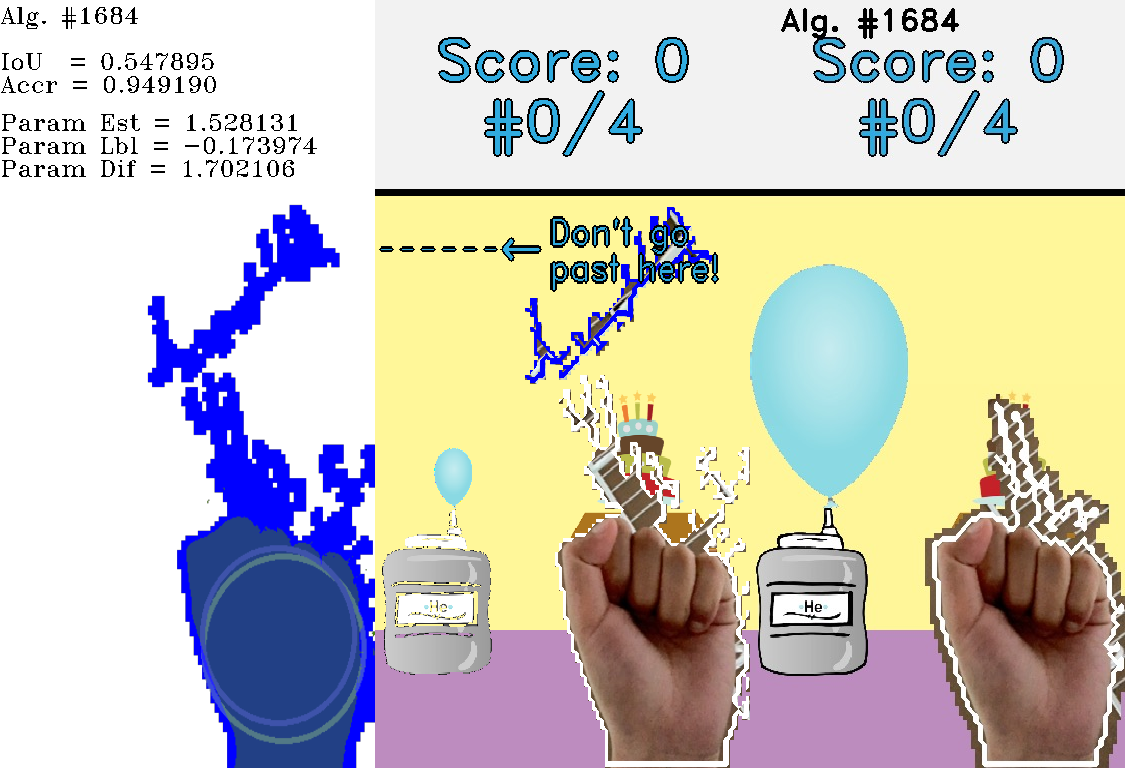 Alg. #1684
IoU = 0.547895
Accr = 0.949190
Param Est = 1.528131
Param Lbl = −0.173974
Param Dif = 1.702106
Score: 0
#0/4
Don't go
past here!
He
Alg. #1684
Score: 0
#0/4
He